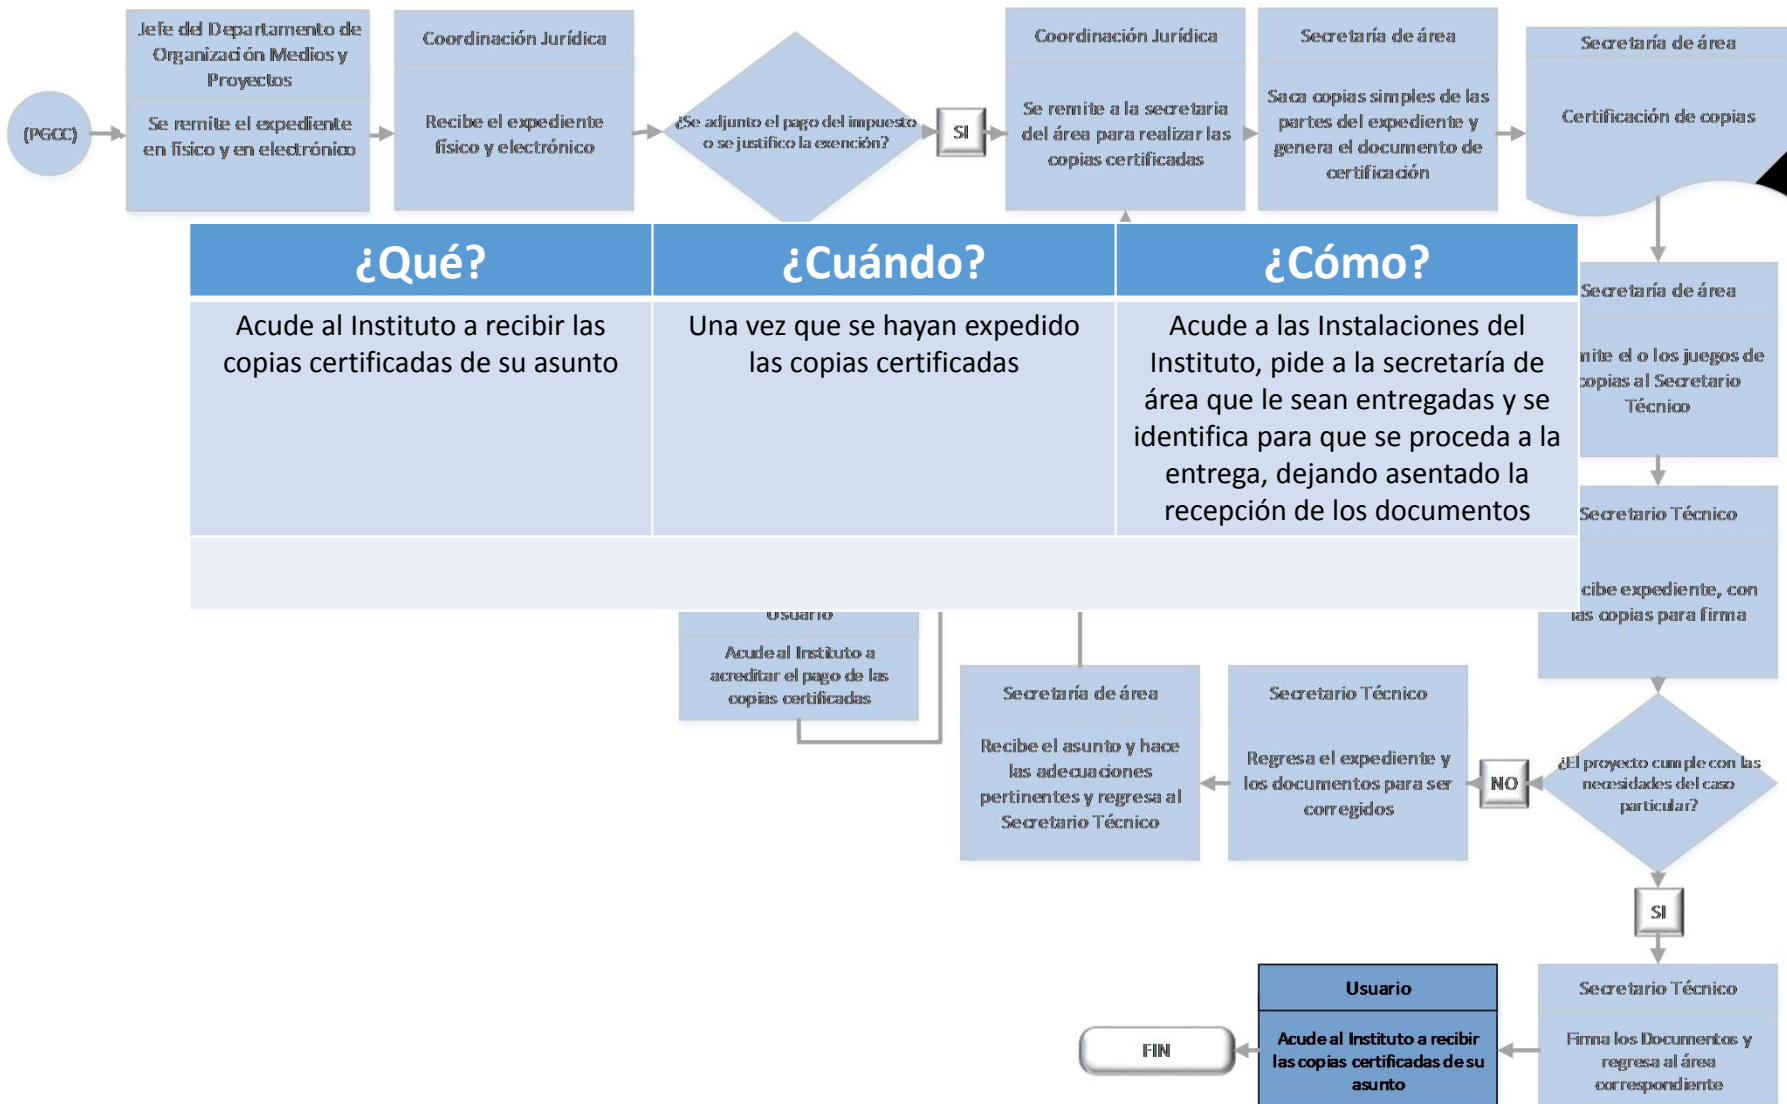 (PGCC)
Jefe del Departamento de
Organización Medios y
Proyectos
Se remite el expediente
en físico y en electrónico
Coordinación Jurídica
Recibe el expediente
físico y electrónico
¿Se adjunto el pago del impuesto
o se justifico la exención?
SI
Coordinación Jurídica
Se remite a la secretaria
del área para realizar las
copias certificadas
Secretaría de área
Saca copias simples de las
partes del expediente y
genera el documento de
certificación
Secretaría de área
Certificación de copias
¿Qué?
¿Cuándo?
¿Cómo?
Acude al Instituto a recibir las
copias certificadas de su asunto
Una vez que se hayan expedido
las copias certificadas
Acude a las Instalaciones del
Instituto, pide a la secretaría de
área que le sean entregadas y se
identifica para que se proceda a la
entrega, dejando asentado la
recepción de los documentos
Secretaría de área
mite el o los juegos de
copias al Secretario
Técnico
Secretario Técnico
cibe expediente, con
las copias para firma
¿El proyecto cumple con las
necesidades del caso
particular?
NO
Secretario Técnico
Regresa el expediente y
los documentos para ser
corregidos
Secretaría de área
Recibe el asunto y hace
las adecuaciones
pertinentes y regresa al
Secretario Técnico
Usuario
Acude al Instituto a
acreditar el pago de las
copias certificadas
SI
Secretario Técnico
Firma los Documentos y
regresa al área
correspondiente
Usuario
Acude al Instituto a recibir
las copias certificadas de su
asunto
FIN